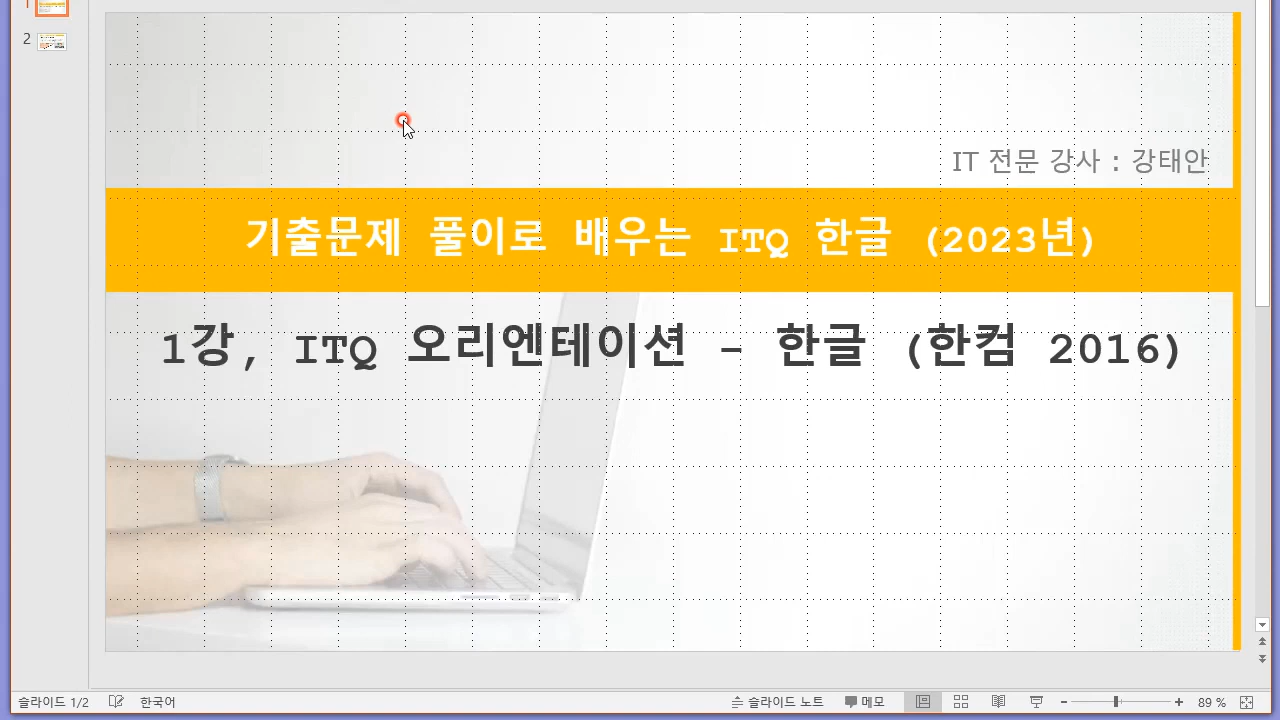 1
2
IT 전문 강사 : 강태안
기출문제 풀이로 배우는 ITQ 한글 (2023년)
1강, ITQ 오리엔테이션 - 한글 (한컴 2016)
슬라이드 1/2 한국어 슬라이드 노트 메모 89 %